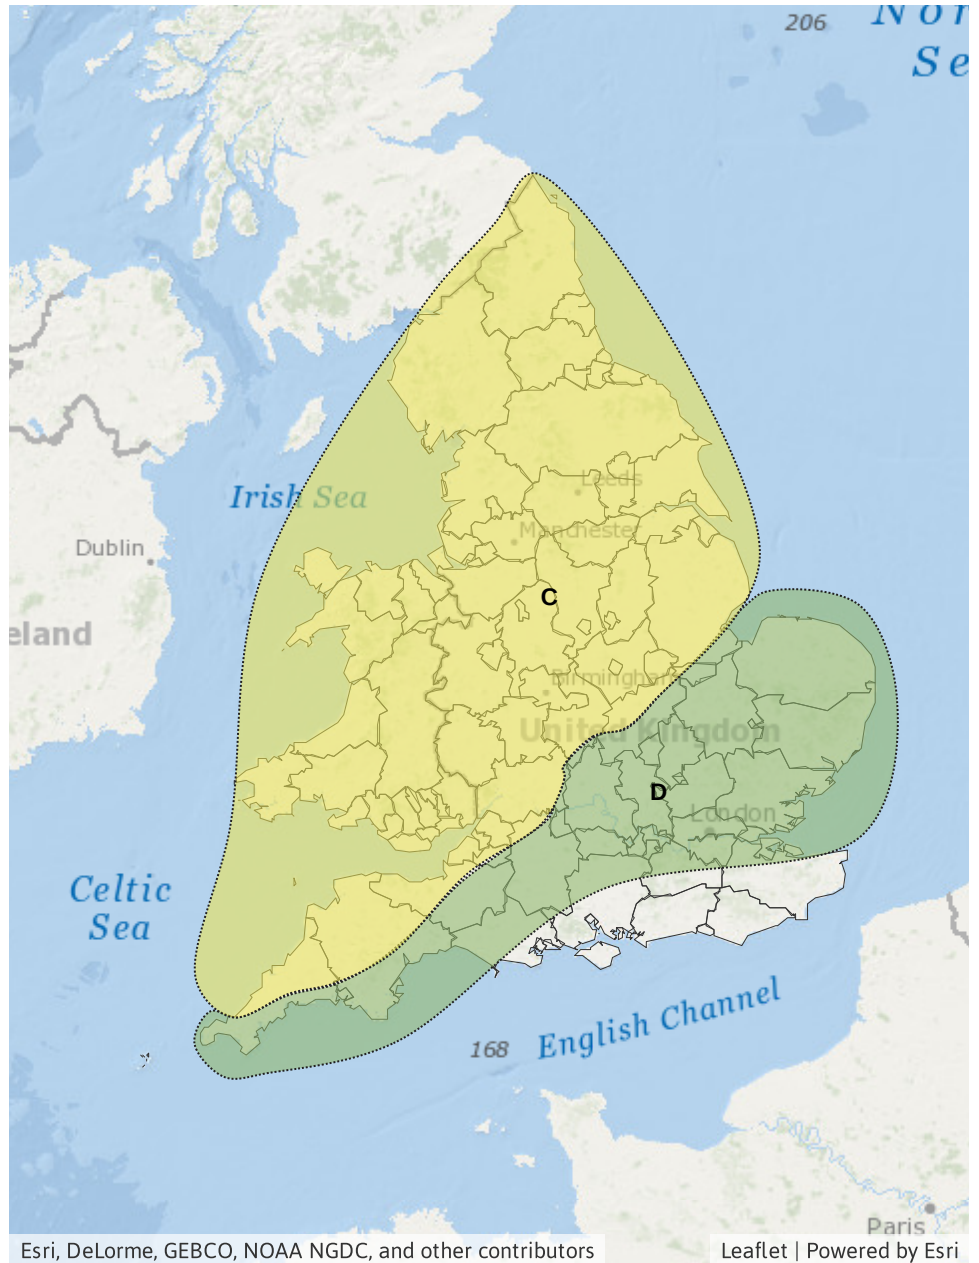 206
Nor
Se
Leeds
Irish Sea
Manchester
Dublin
C
eland
Birmingham
United Kingdom
D
London
Celtic
Sea
English Channel
168
Paris
Esri, DeLorme, GEBCO, NOAA NGDC, and other contributors
Leaflet | Powered by Esri